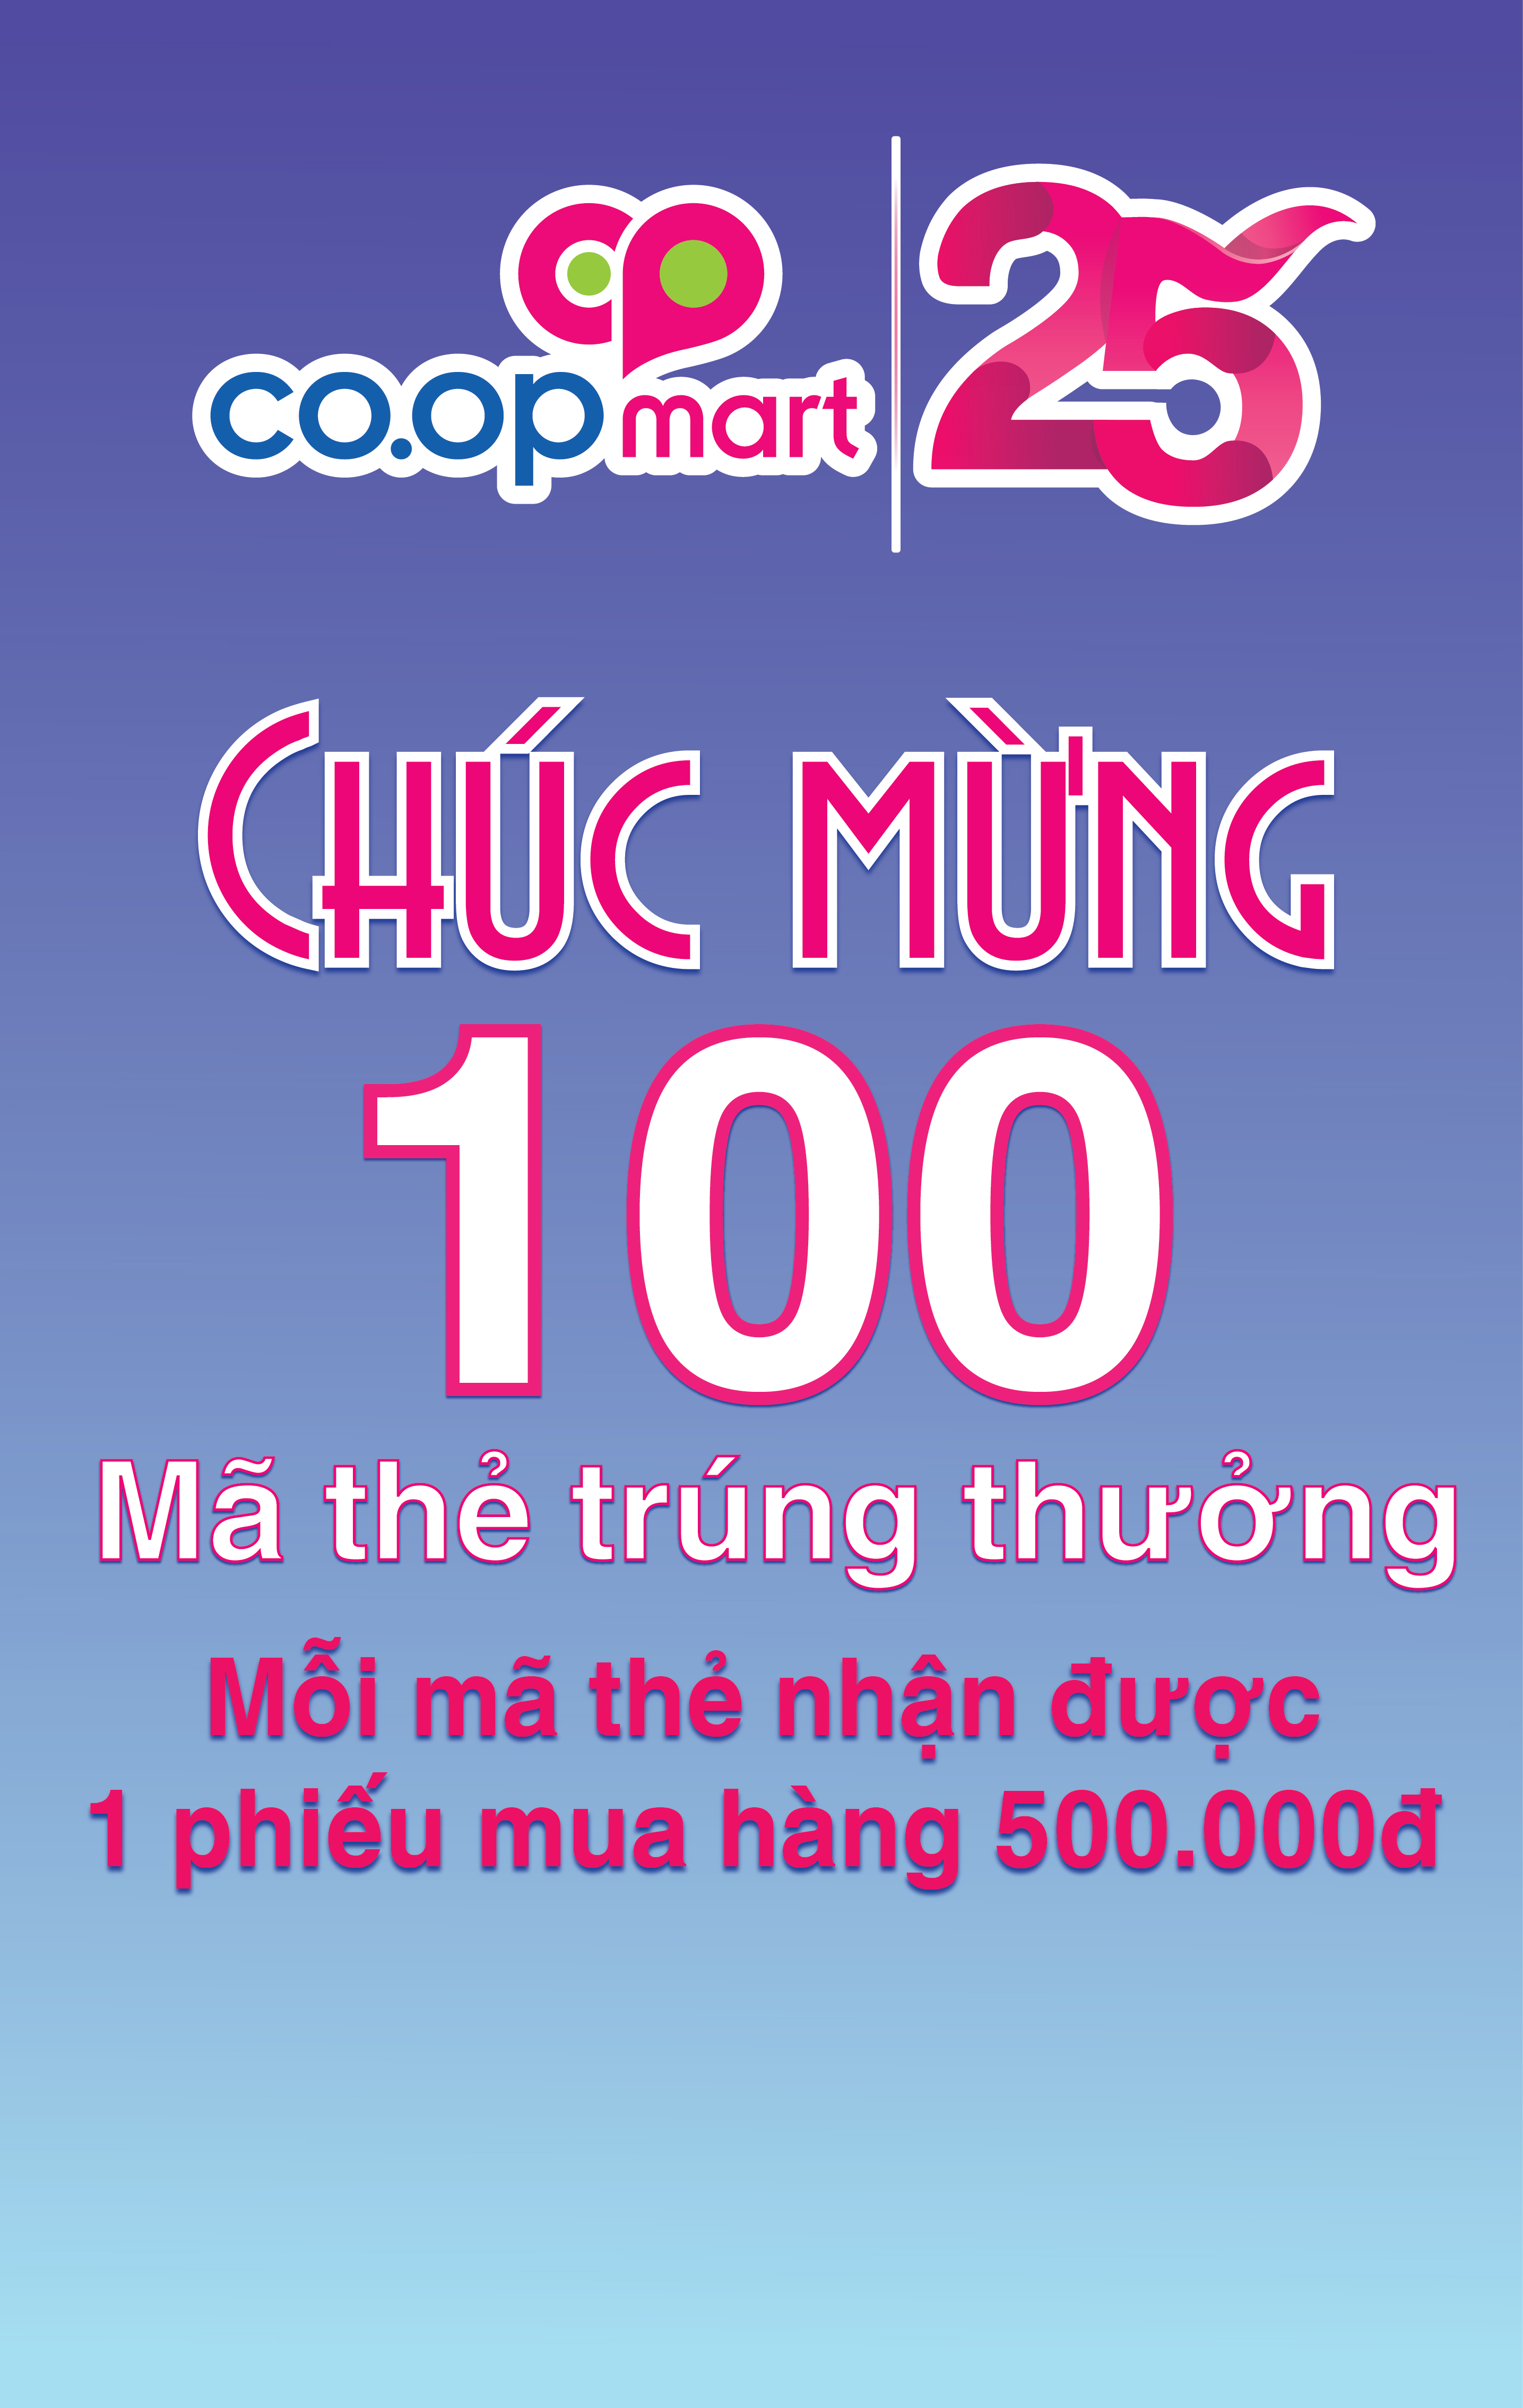 co.op mart 25
CHÚC MỪNG
100
Mã thẻ trúng thưởng
Mỗi mã thẻ nhận được
1 phiếu mua hàng 500.000đ